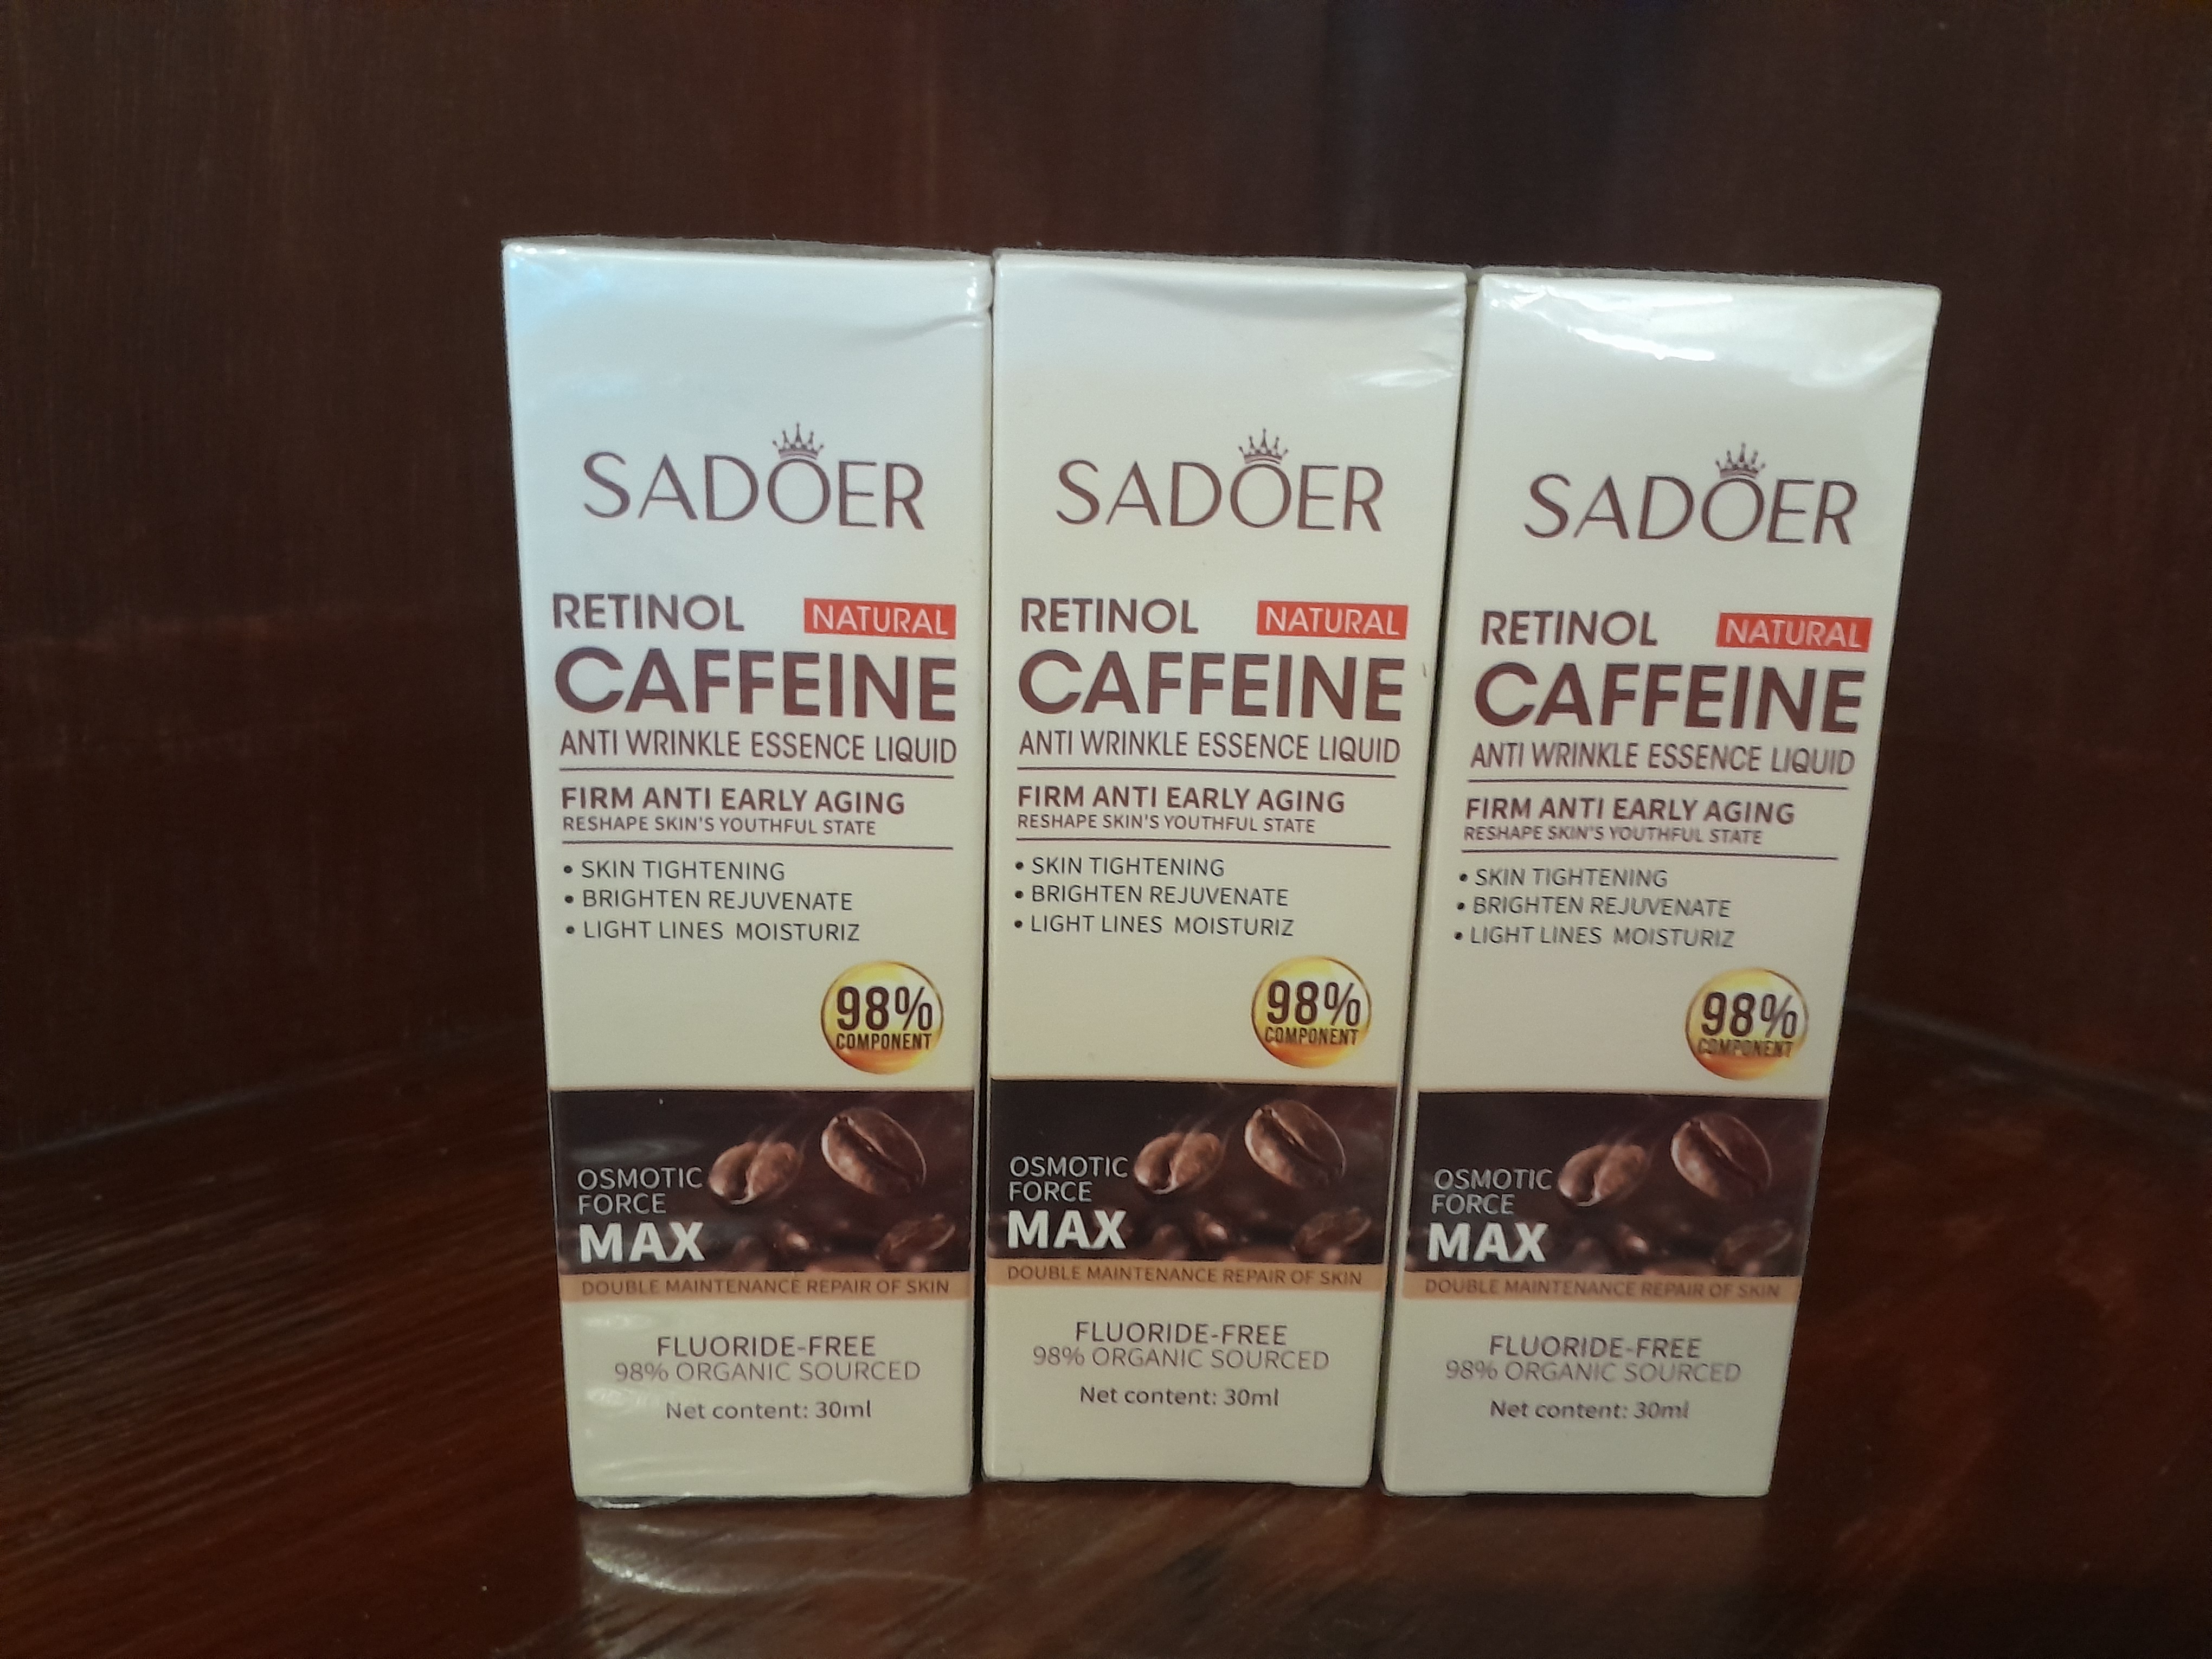 SADOER
RETINOL NATURAL
CAFFEINE
ANTI WRINKLE ESSENCE LIQUID
FIRM ANTI EARLY AGING
RESHAPE SKIN'S YOUTHFUL STATE
• SKIN TIGHTENING
• BRIGHTEN REJUVENATE
• LIGHT LINES MOISTURIZ
98%
COMPONENT
OSMOTIC
FORCE
MAX
DOUBLE MAINTENANCE REPAIR OF SKIN
FLUORIDE-FREE
98% ORGANIC SOURCED
Net content: 30ml
SADOER
RETINOL NATURAL
CAFFEINE
ANTI WRINKLE ESSENCE LIQUID
FIRM ANTI EARLY AGING
RESHAPE SKIN'S YOUTHFUL STATE
• SKIN TIGHTENING
• BRIGHTEN REJUVENATE
• LIGHT LINES MOISTURIZ
98%
COMPONENT
OSMOTIC
FORCE
MAX
DOUBLE MAINTENANCE REPAIR OF SKIN
FLUORIDE-FREE
98% ORGANIC SOURCED
Net content: 30ml
SADOER
RETINOL NATURAL
CAFFEINE
ANTI WRINKLE ESSENCE LIQUID
FIRM ANTI EARLY AGING
RESHAPE SKIN'S YOUTHFUL STATE
• SKIN TIGHTENING
• BRIGHTEN REJUVENATE
• LIGHT LINES MOISTURIZ
98%
COMPONENT
OSMOTIC
FORCE
MAX
DOUBLE MAINTENANCE REPAIR OF SKIN
FLUORIDE-FREE
98% ORGANIC SOURCED
Net content: 30ml